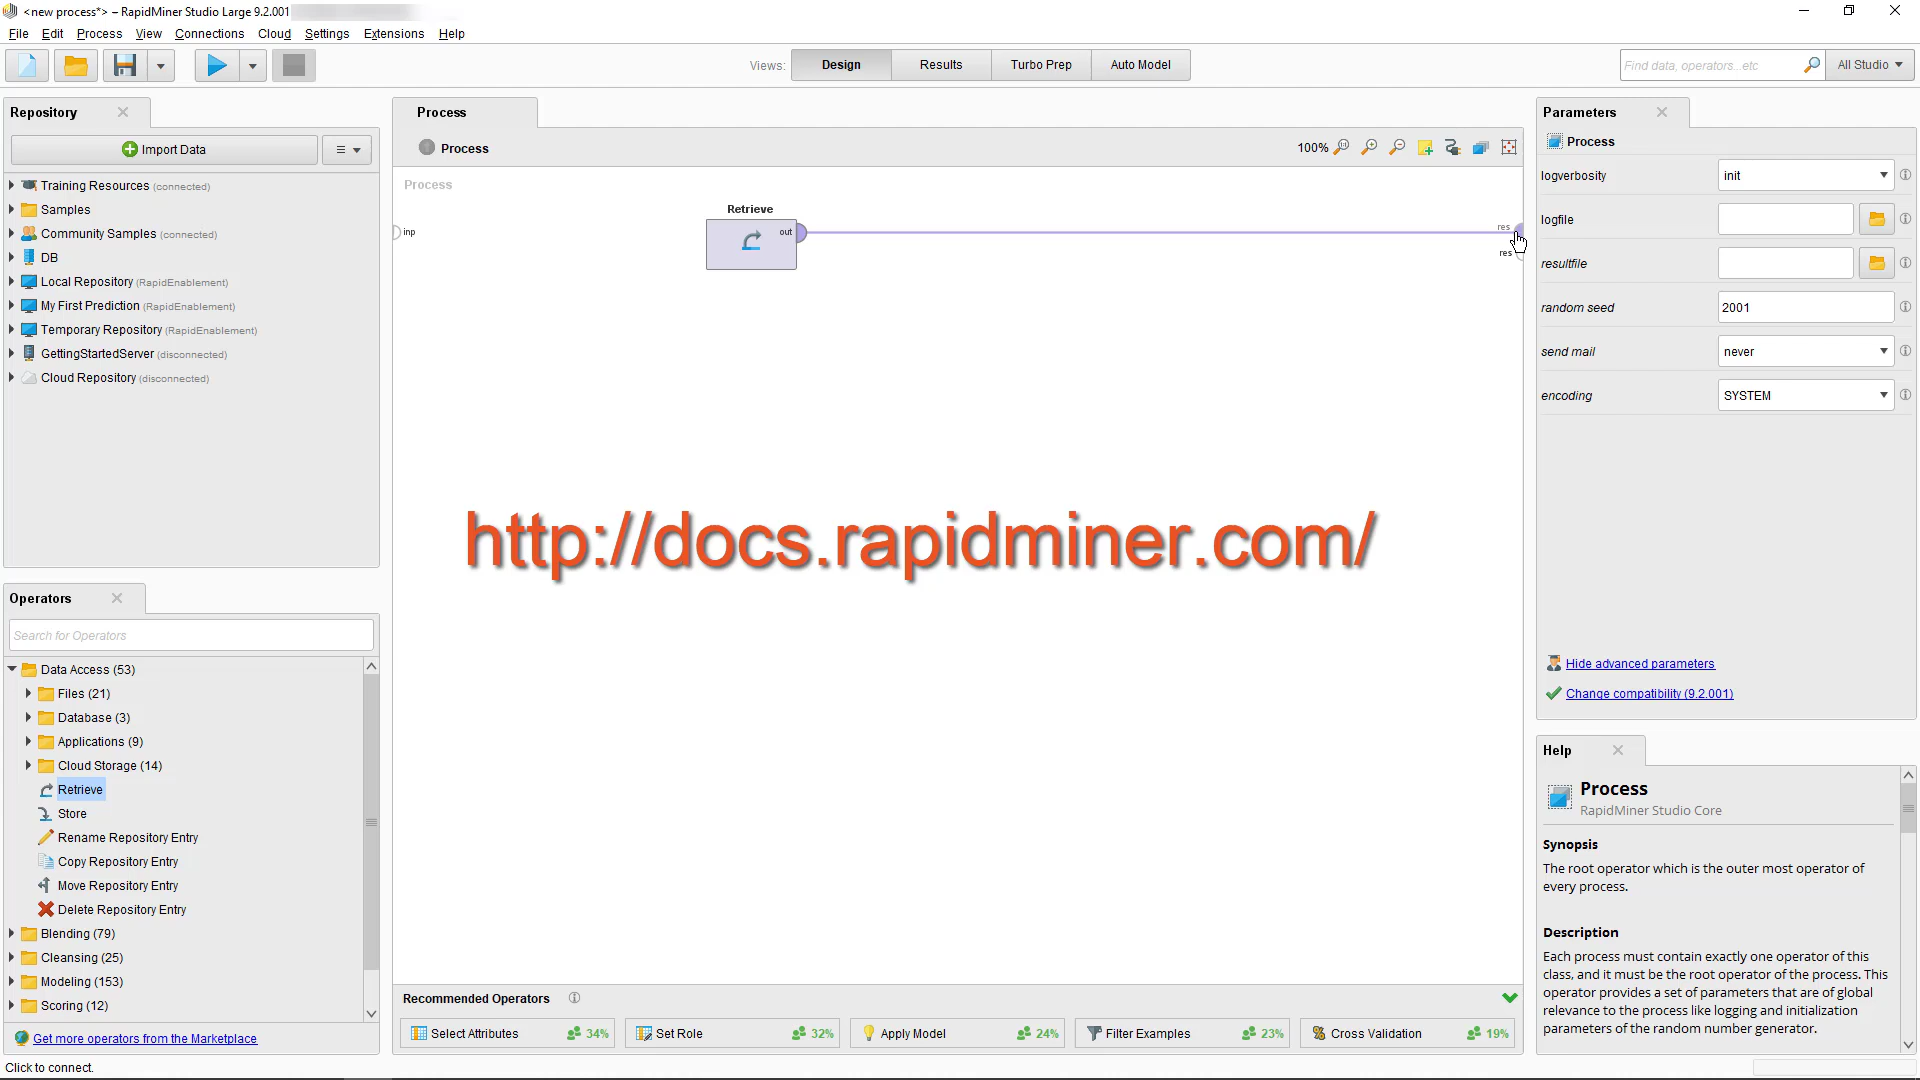 <new process*> – RapidMiner Studio Large 9.2.001
File Edit Process View Connections Cloud Settings Extensions Help
Views: Design Results Turbo Prep Auto Model
Find data, operators...etc
All Studio
Repository
Import Data
Training Resources (connected)
Samples
Community Samples (connected)
DB
Local Repository (RapidEnablement)
My First Prediction (RapidEnablement)
Temporary Repository (RapidEnablement)
GettingStartedServer (disconnected)
Cloud Repository (disconnected)
Operators
Search for Operators
Data Access (53)
Files (21)
Database (3)
Applications (9)
Cloud Storage (14)
Retrieve
Store
Rename Repository Entry
Copy Repository Entry
Move Repository Entry
Delete Repository Entry
Blending (79)
Cleansing (25)
Modeling (153)
Scoring (12)
Get more operators from the Marketplace
Click to connect.
Process
Process
100%
Process
inp
Retrieve
out
res
res
http://docs.rapidminer.com/
Recommended Operators
Select Attributes 34%
Set Role 32%
Apply Model 24%
Filter Examples 23%
Cross Validation 19%
Parameters
Process
logverbosity init
logfile
resultfile
random seed 2001
send mail never
encoding SYSTEM
Hide advanced parameters
Change compatibility (9.2.001)
Help
Process
RapidMiner Studio Core
Synopsis
The root operator which is the outer most operator of
every process.
Description
Each process must contain exactly one operator of this
class, and it must be the root operator of the process. This
operator provides a set of parameters that are of global
relevance to the process like logging and initialization
parameters of the random number generator.